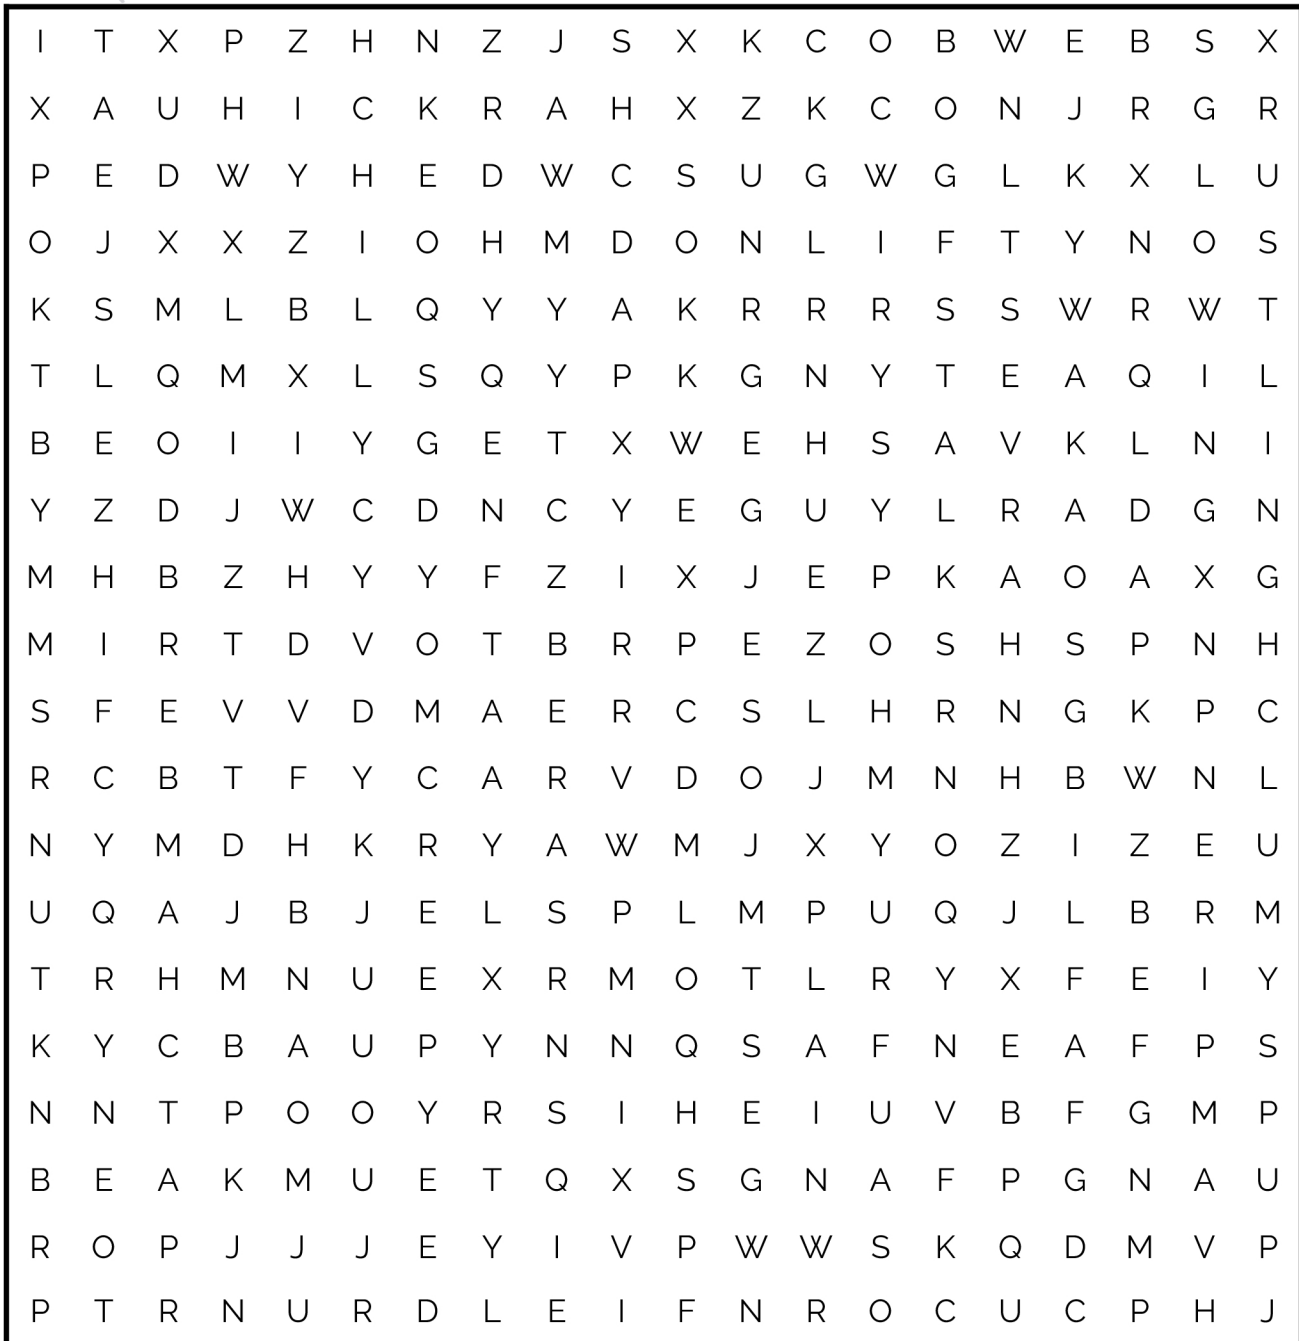 I T X P Z H N Z J S X K C O B W E B S X
X A U H I C K R A H X Z K C O N J R G R
P E D W Y H E D W C S U G W G L K X L U
O J X X Z I O H M D O N L I F T Y N O S
K S M L B L Q Y Y A K R R R S S W R W T
T L Q M X L S Q Y P K G N Y T E A Q I L
B E O I I Y G E T X W E H S A V K L N I
Y Z D J W C D N C Y E G U Y L R A D G N
M H B Z H Y Y F Z I X J E P K A O A X G
M I R T D V O T B R P E Z O S H S P N H
S F E V V D M A E R C S L H R N G K P C
R C B T F Y C A R V D O J M N H B W N L
N Y M D H K R Y A W M J X Y O Z I Z E U
U Q A J B J E L S P L M P U Q J L B R M
T R H M N U E X R M O T L R Y X F E I Y
K Y C B A U P Y N N Q S A F N E A F P S
N N T P O O Y R S I H E I U V B F G M P
B E A K M U E T Q X S G N A F P G N A U
R O P J J J E Y I V P W W S K Q D M V P
P T R N U R D L E I F N R O C U C P H J